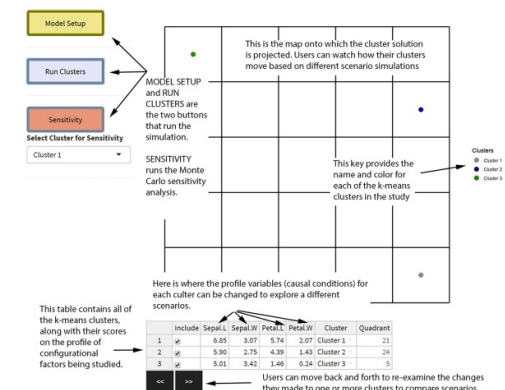 Model Setup
Run Clusters
Sensitivity
Select Cluster for Sensitivity
Cluster 1
This is the map onto which the cluster solution
is projected. Users can watch how their clusters
move based on different scenario simulations
MODEL SETUP
and RUN
CLUSTERS are
the two buttons
that run the
simulation.
SENSITIVITY
runs the Monte
Carlo sensitivity
analysis.
This key provides the
name and color for
each of the k-means
clusters in the study
Clusters
Cluster 1
Cluster 2
Cluster 3
Here is where the profile variables (causal conditions) for
each culter can be changed to explore a different
scenarios.
This table contains all of
the k-means clusters,
along with their scores
on the profile of
configurational
factors being studied.
Include Sepal.L Sepal.W Petal.L Petal.W Cluster Quadrant
1 6.85 3.07 5.74 2.07 Cluster 1 21
2 5.90 2.75 4.39 1.43 Cluster 2 24
3 5.01 3.42 1.46 0.24 Cluster 3 5
<< >>
Users can move back and forth to re-examine the changes
they made to one or more clusters to compare scenarios